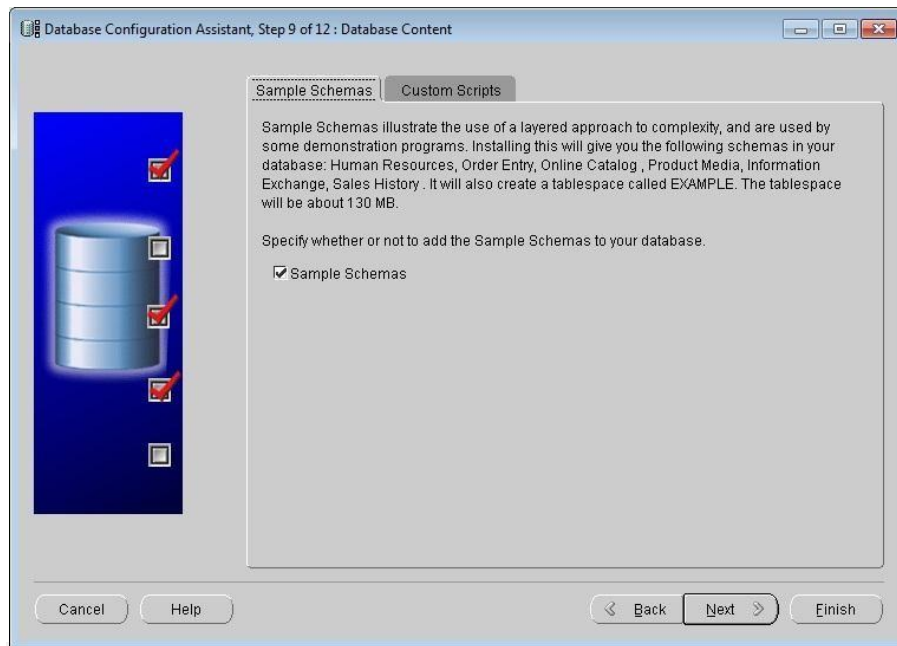 Database Configuration Assistant, Step 9 of 12 : Database Content
Sample Schemas
Custom Scripts
Sample Schemas illustrate the use of a layered approach to complexity, and are used by
some demonstration programs. Installing this will give you the following schemas in your
database: Human Resources, Order Entry, Online Catalog , Product Media, Information
Exchange, Sales History . It will also create a tablespace called EXAMPLE. The tablespace
will be about 130 MB.
Specify whether or not to add the Sample Schemas to your database.
Sample Schemas
Cancel
Help
Back
Next
Finish